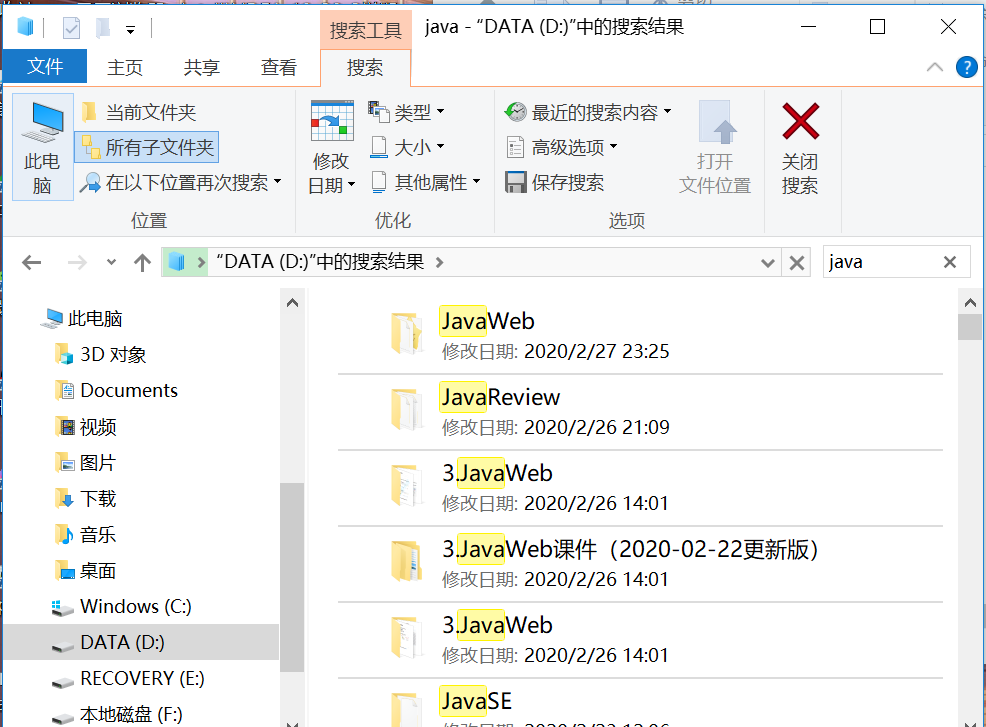 搜索工具
java - “DATA (D:)”中的搜索结果
文件
主页
共享
查看
搜索
此电脑
当前文件夹
所有子文件夹
在以下位置再次搜索
位置
修改日期
类型
大小
其他属性
优化
最近的搜索内容
高级选项
保存搜索
打开文件位置
选项
关闭搜索
“DATA (D:)”中的搜索结果
java
此电脑
3D 对象
Documents
视频
图片
下载
音乐
桌面
Windows (C:)
DATA (D:)
RECOVERY (E:)
本地磁盘 (F:)
JavaWeb
修改日期: 2020/2/27 23:25
JavaReview
修改日期: 2020/2/26 21:09
3.JavaWeb
修改日期: 2020/2/26 14:01
3.JavaWeb课件（2020-02-22更新版）
修改日期: 2020/2/26 14:01
3.JavaWeb
修改日期: 2020/2/26 14:01
JavaSE